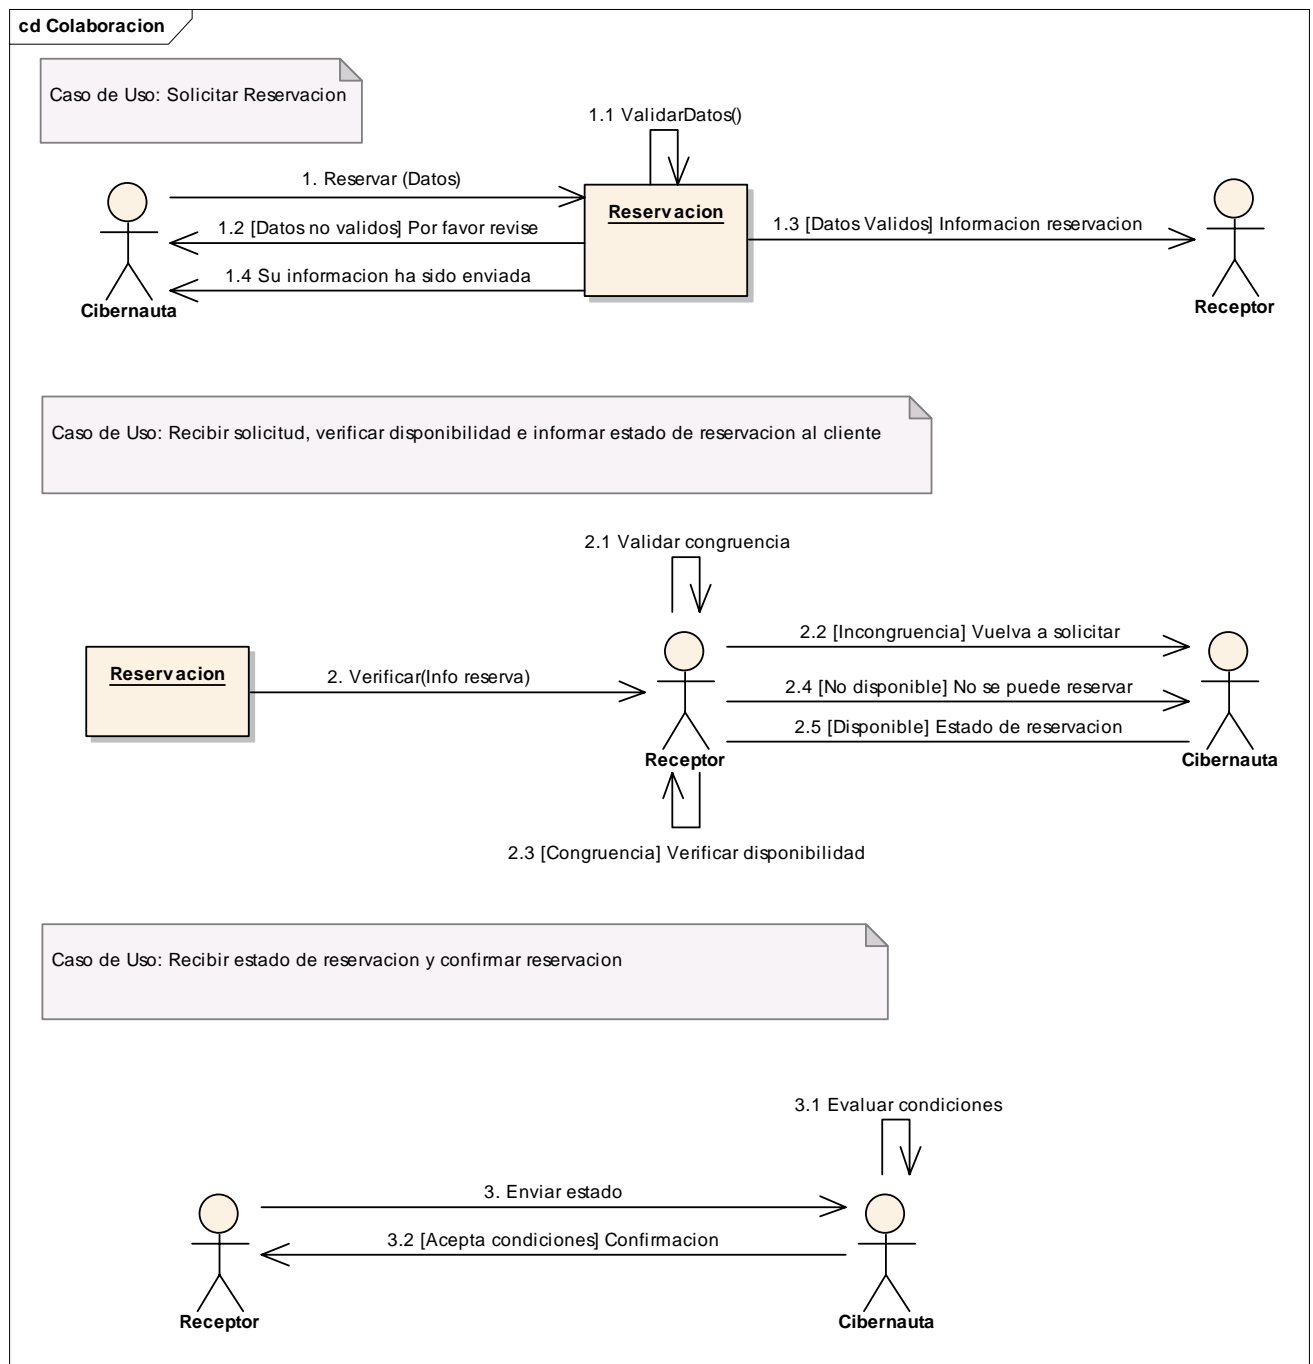 cd Colaboracion
Caso de Uso: Solicitar Reservacion
1.1 ValidarDatos()
1. Reservar (Datos)
Reservacion
1.2 [Datos no validos] Por favor revise
1.3 [Datos Validos] Informacion reservacion
1.4 Su informacion ha sido enviada
Cibernauta
Receptor
Caso de Uso: Recibir solicitud, verificar disponibilidad e informar estado de reservacion al cliente
2.1 Validar congruencia
2.2 [Incongruencia] Vuelva a solicitar
Reservacion
2. Verificar(Info reserva)
2.4 [No disponible] No se puede reservar
2.5 [Disponible] Estado de reservacion
Receptor
Cibernauta
2.3 [Congruencia] Verificar disponibilidad
Caso de Uso: Recibir estado de reservacion y confirmar reservacion
3.1 Evaluar condiciones
3. Enviar estado
3.2 [Acepta condiciones] Confirmacion
Receptor
Cibernauta